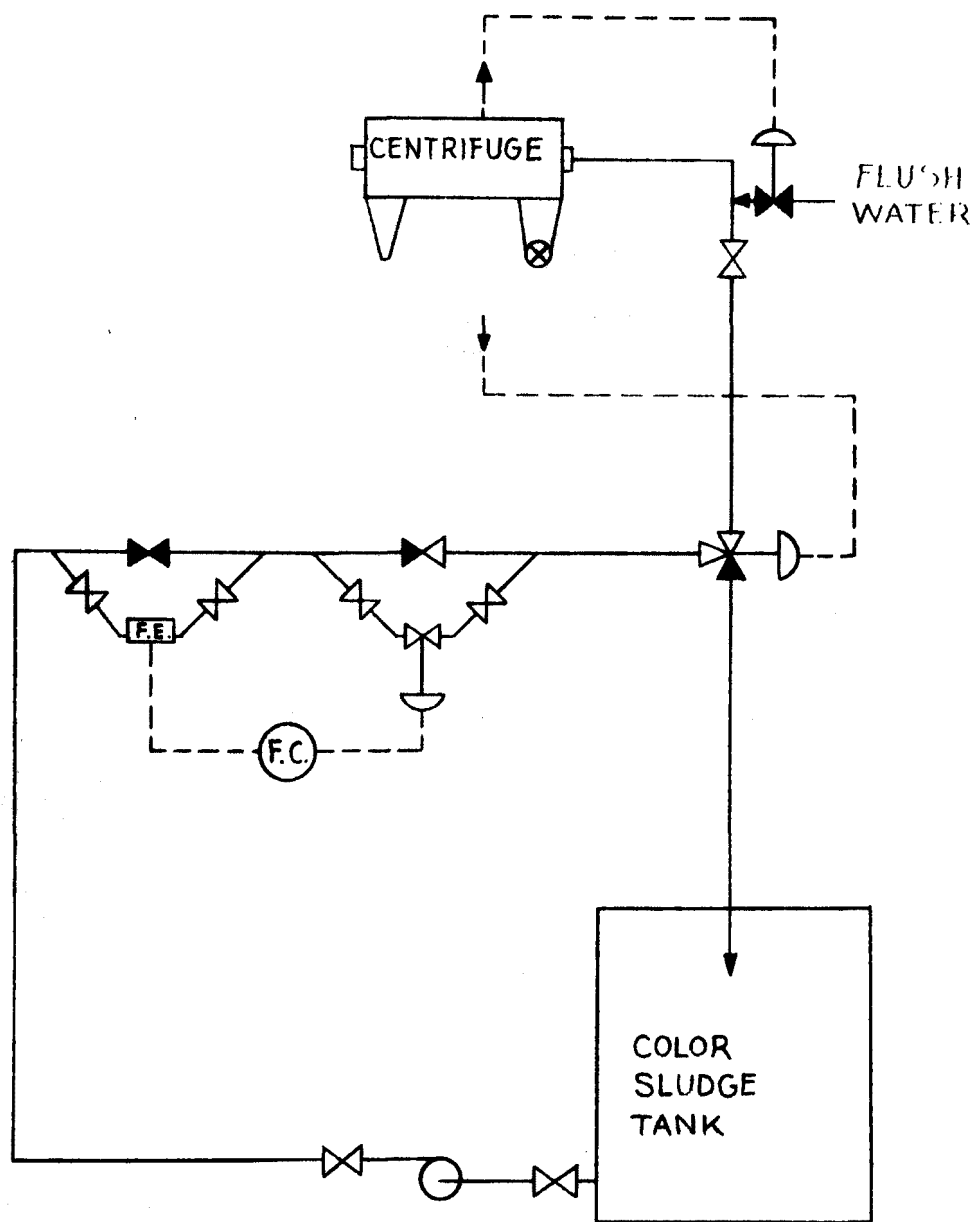 CENTRIFUGE
FLUSH
WATER
F.E.
F.C.
COLOR
SLUDGE
TANK